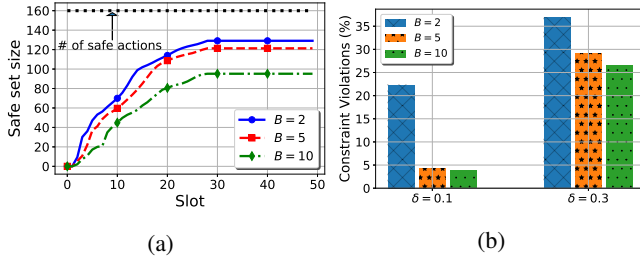 160
140
120
100
80
60
40
20
0
Safe set size
# of safe actions
B = 2
B = 5
B = 10
0 10 20 30 40 50
Slot
(a)
35
30
25
20
15
10
5
0
Constraint Violations (%)
B = 2
B = 5
B = 10
δ = 0.1 δ = 0.3
(b)